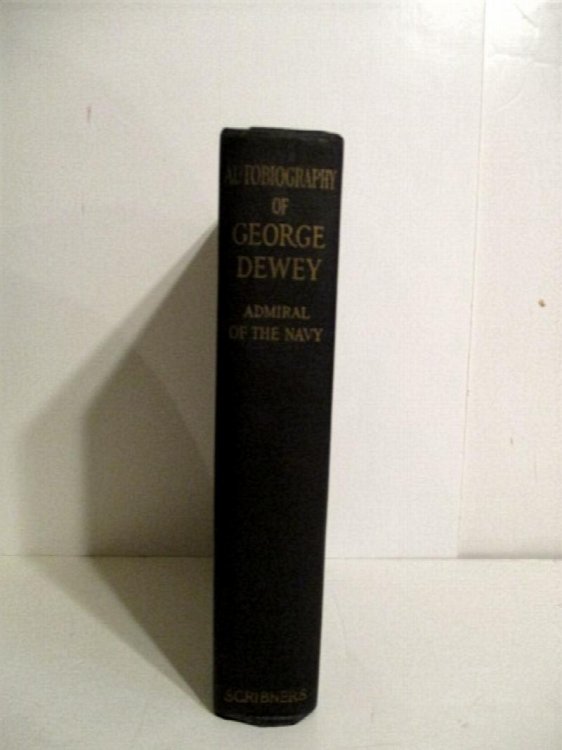 AUTOBIOGRAPHY
OF
GEORGE
DEWEY
ADMIRAL
OF THE NAVY
SCRIBNERS